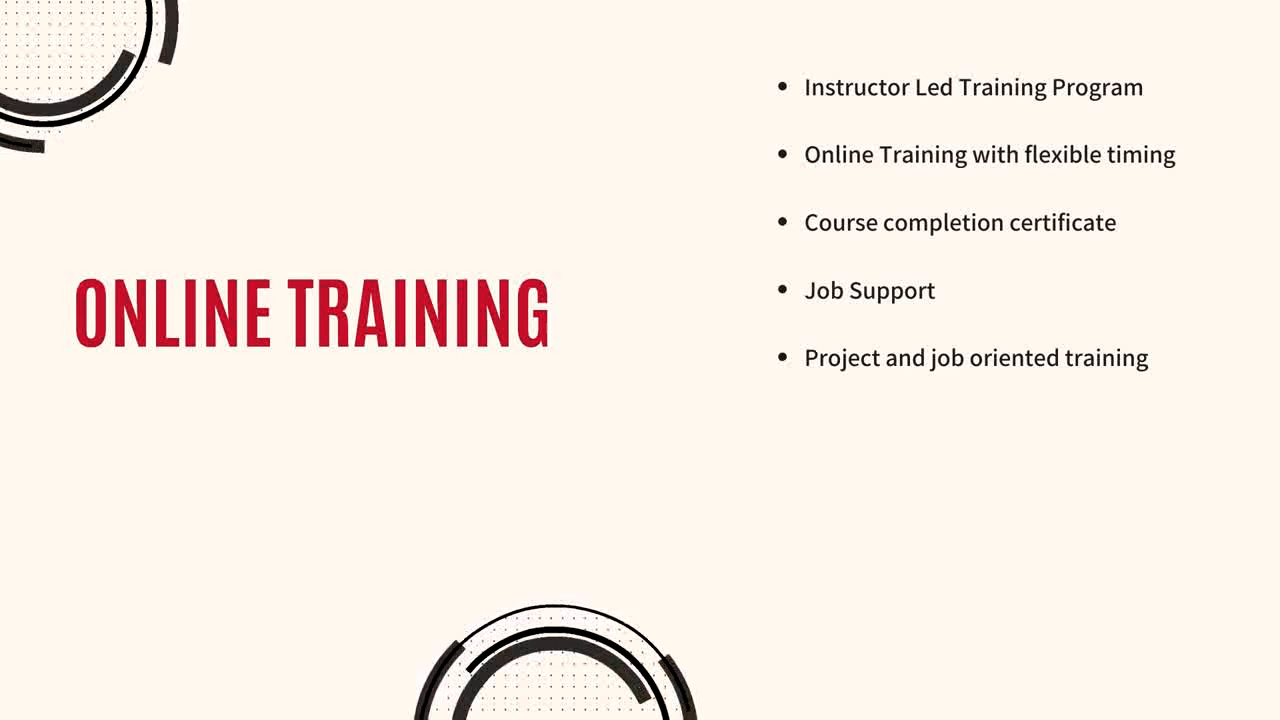 ONLINE TRAINING
• Instructor Led Training Program
• Online Training with flexible timing
• Course completion certificate
• Job Support
• Project and job oriented training